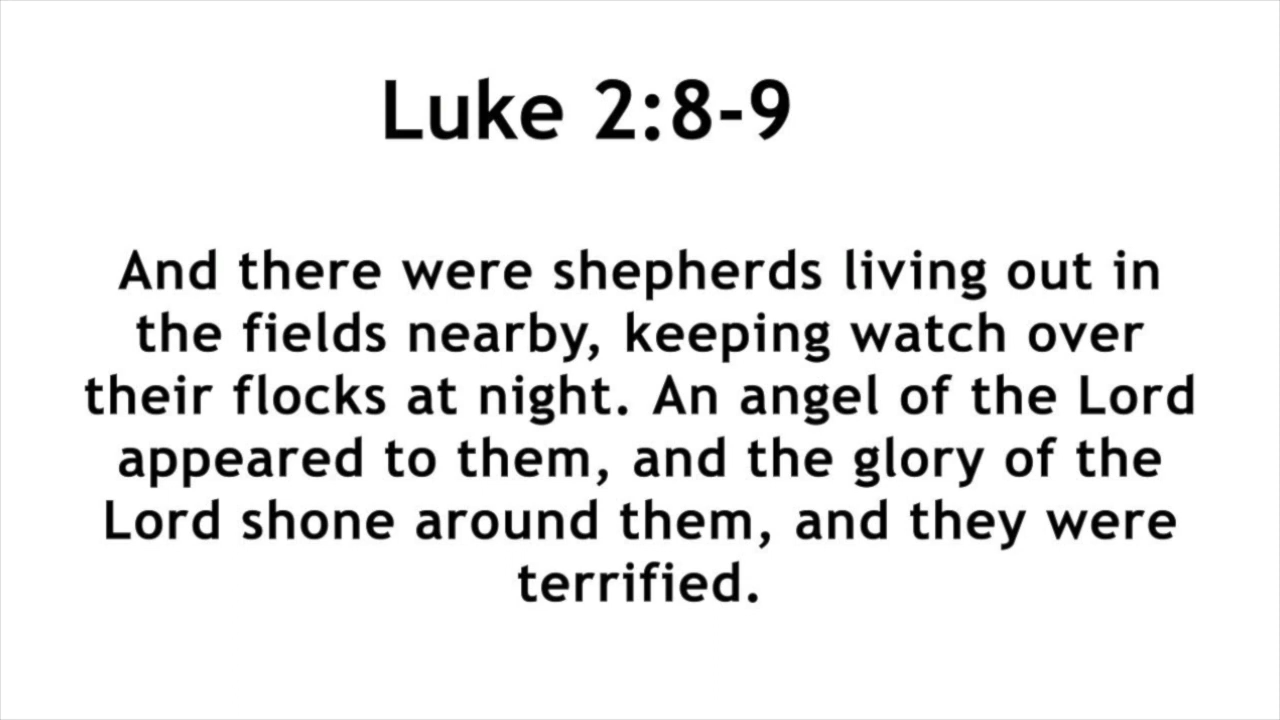 Luke 2:8-9
And there were shepherds living out in
the fields nearby, keeping watch over
their flocks at night. An angel of the Lord
appeared to them, and the glory of the
Lord shone around them, and they were
terrified.